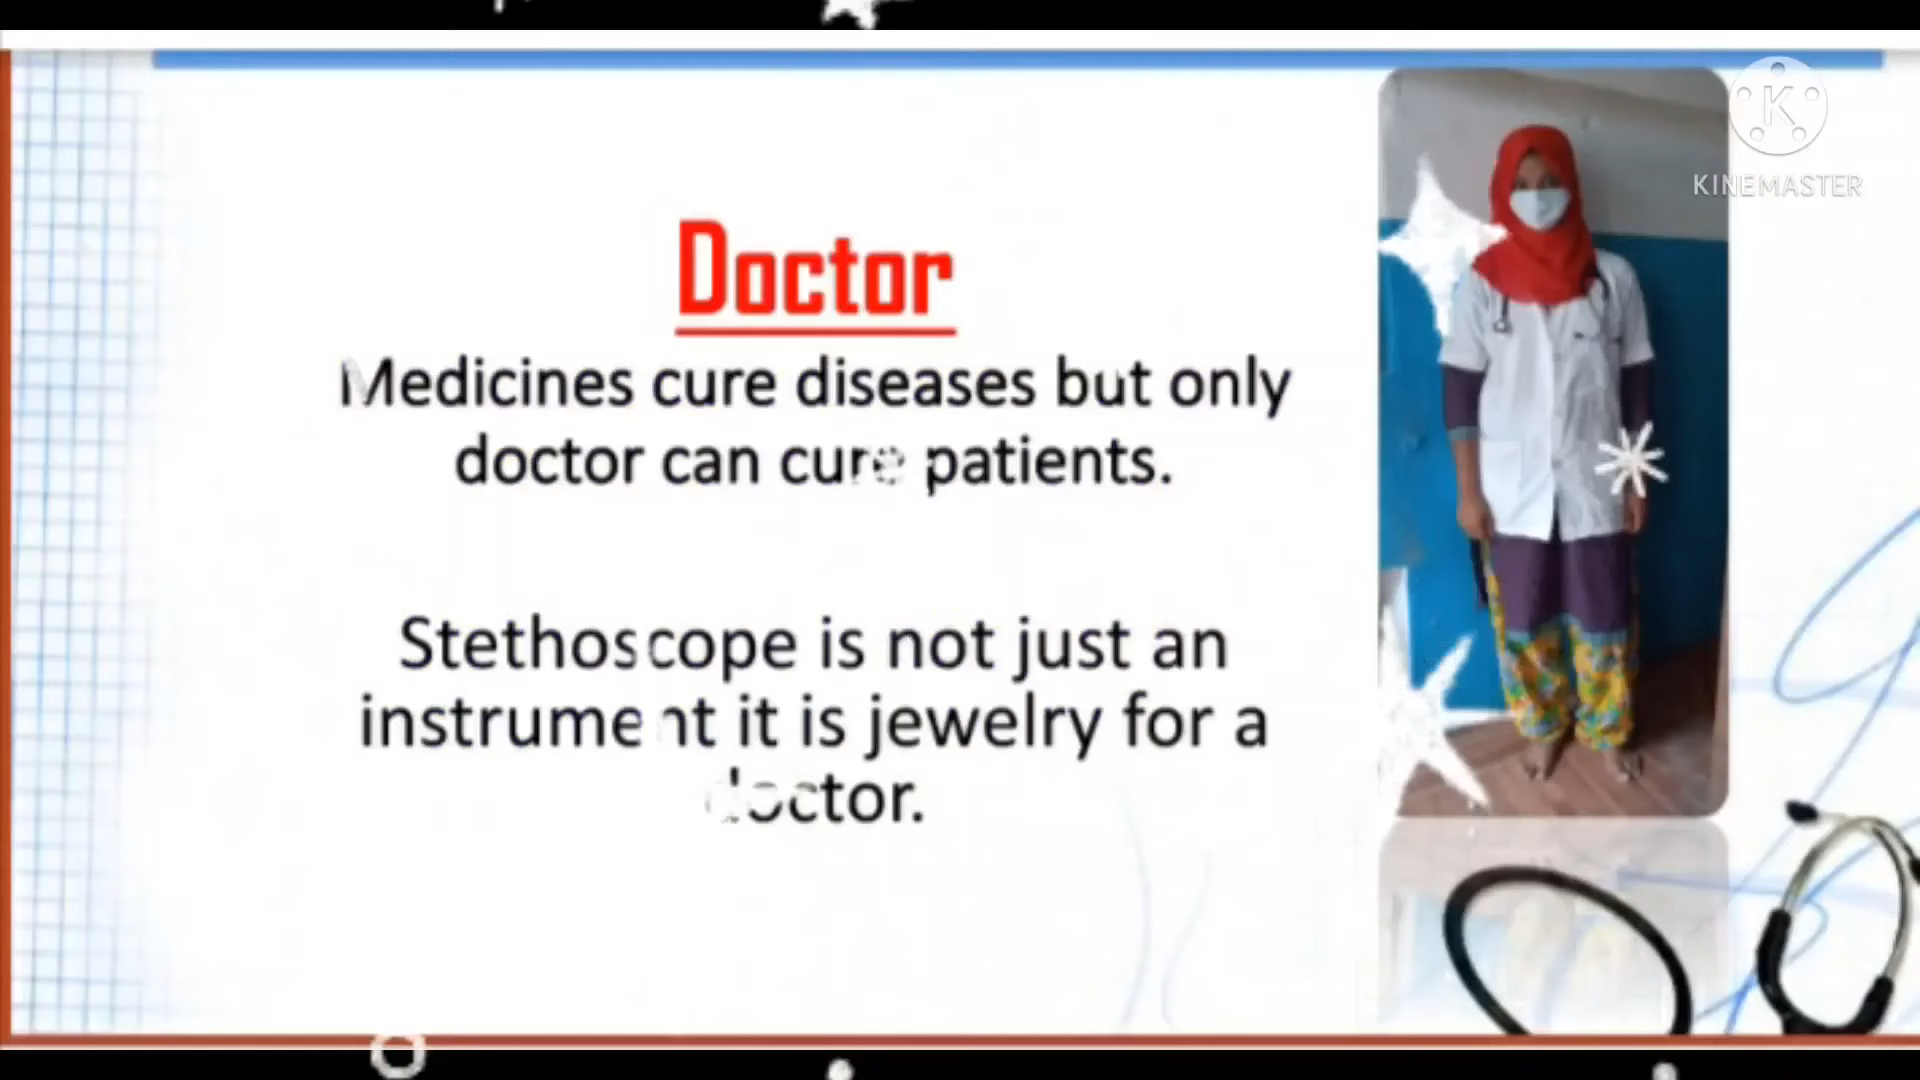 K
KINEMASTER
Doctor
Medicines cure diseases but only
doctor can cure patients.
Stethoscope is not just an
instrument it is jewelry for a
doctor.